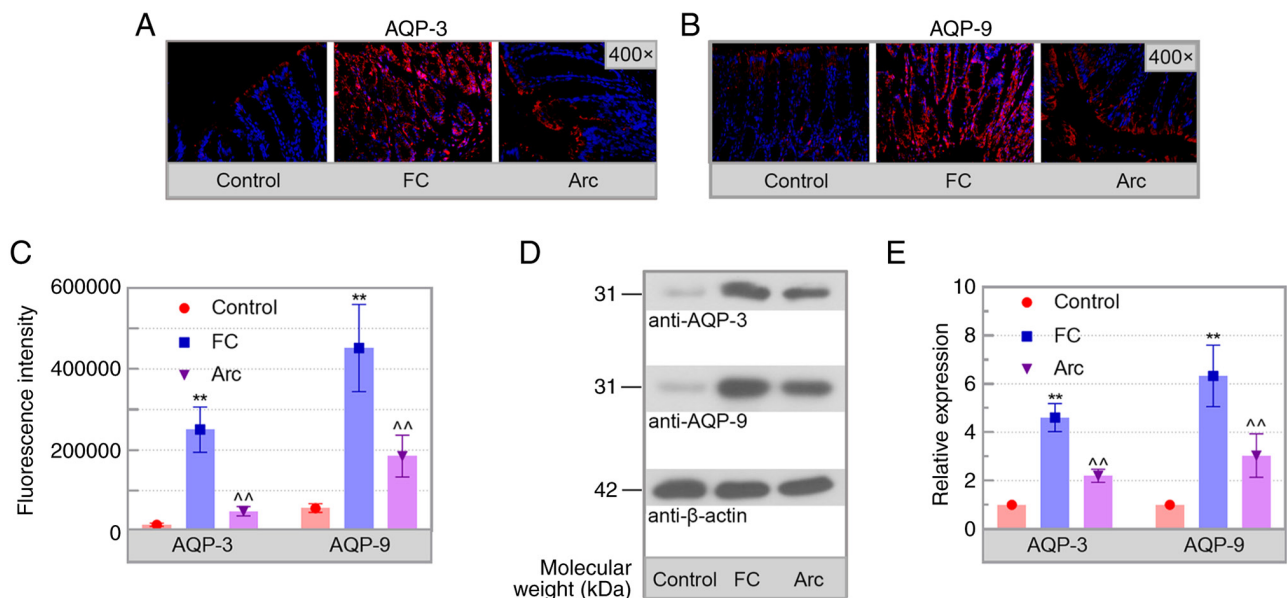 A
AQP-3
400×
Control FC Arc
B
AQP-9
400×
Control FC Arc
C
Fluorescence intensity
600000
400000
200000
0
Control
FC
Arc
**
^^
**
^^
AQP-3 AQP-9
D
31
anti-AQP-3
31
anti-AQP-9
42
anti-β-actin
Molecular
weight (kDa)
Control FC Arc
E
Relative expression
10
8
6
4
2
0
Control
FC
Arc
**
^^
**
^^
AQP-3 AQP-9